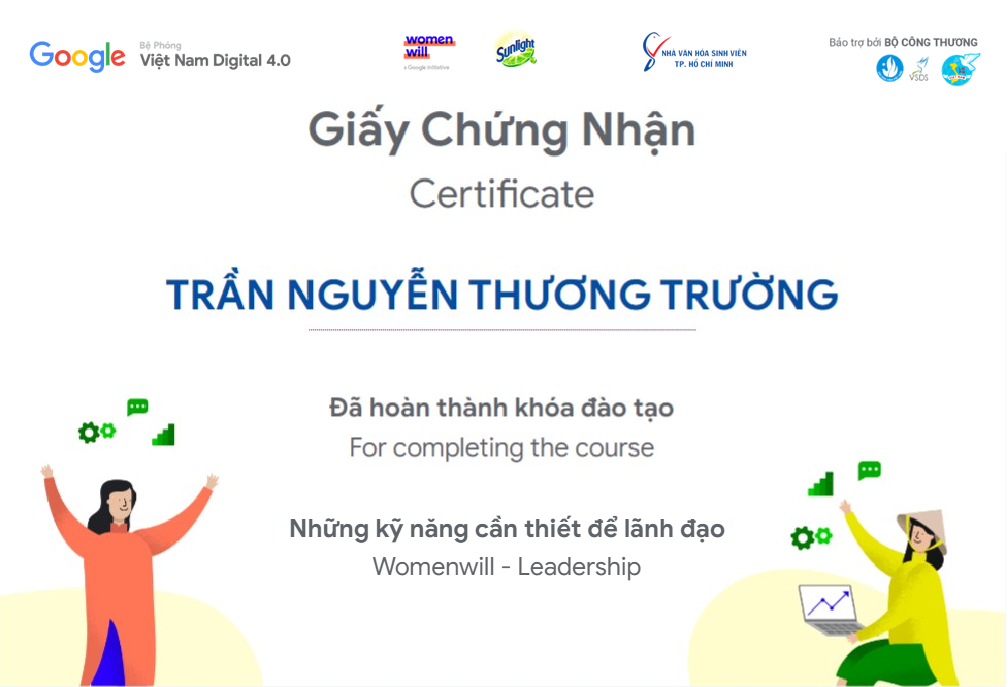 Google
Bệ Phóng
Việt Nam Digital 4.0
women
will
a Google initiative
Sunlight
NHÀ VĂN HÓA SINH VIÊN
TP. HỒ CHÍ MINH
Bảo trợ bởi BỘ CÔNG THƯƠNG
VSDS
Giấy Chứng Nhận
Certificate
TRẦN NGUYỄN THƯƠNG TRƯỜNG
Đã hoàn thành khóa đào tạo
For completing the course
Những kỹ năng cần thiết để lãnh đạo
Womenwill - Leadership